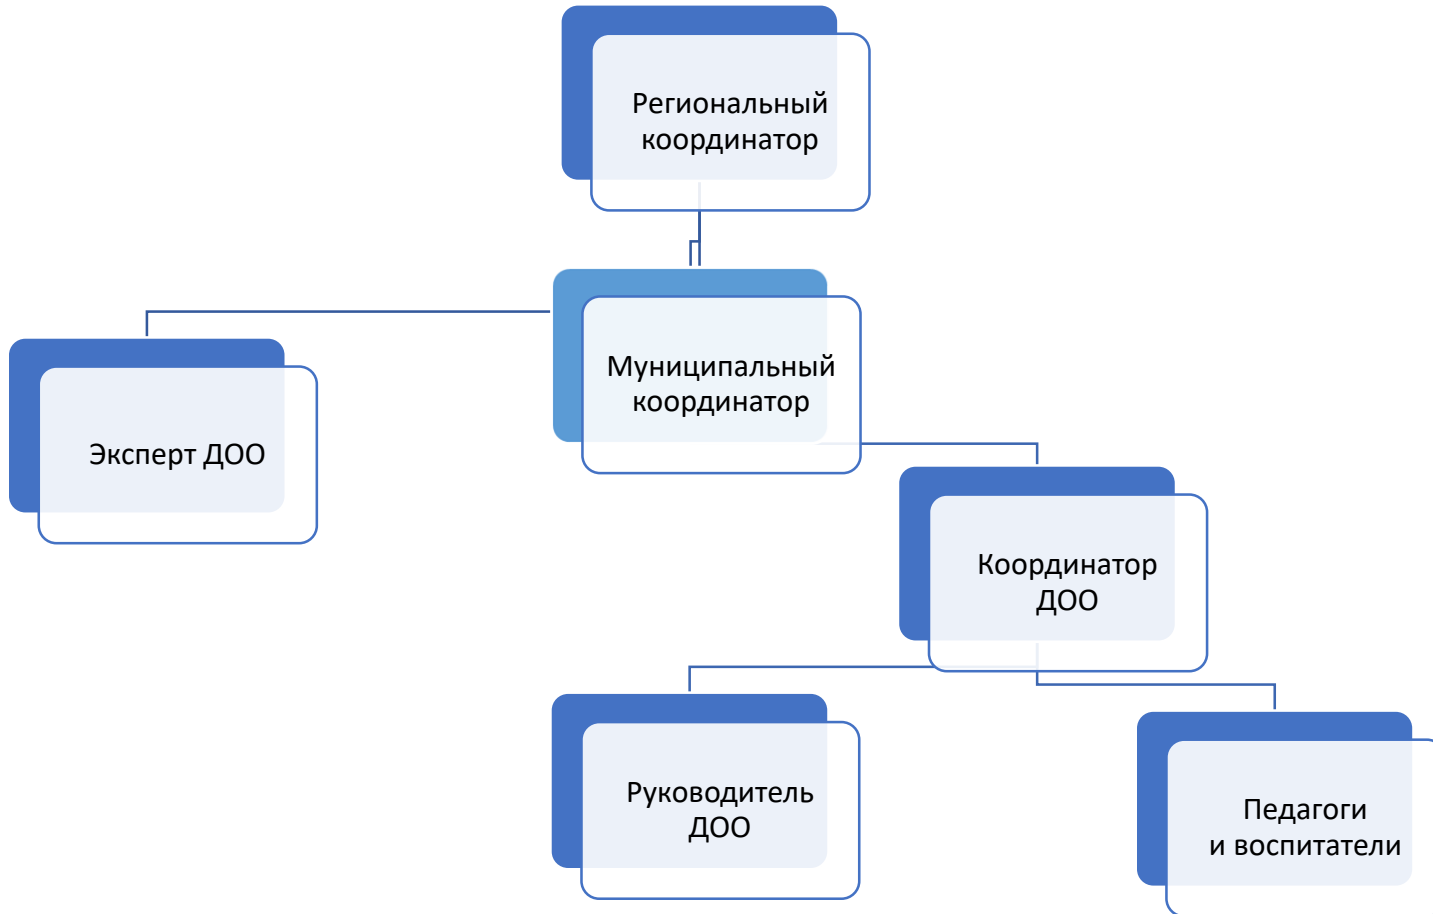 Региональный
координатор
Муниципальный
координатор
Эксперт ДОО
Координатор
ДОО
Руководитель
ДОО
Педагоги
и воспитатели